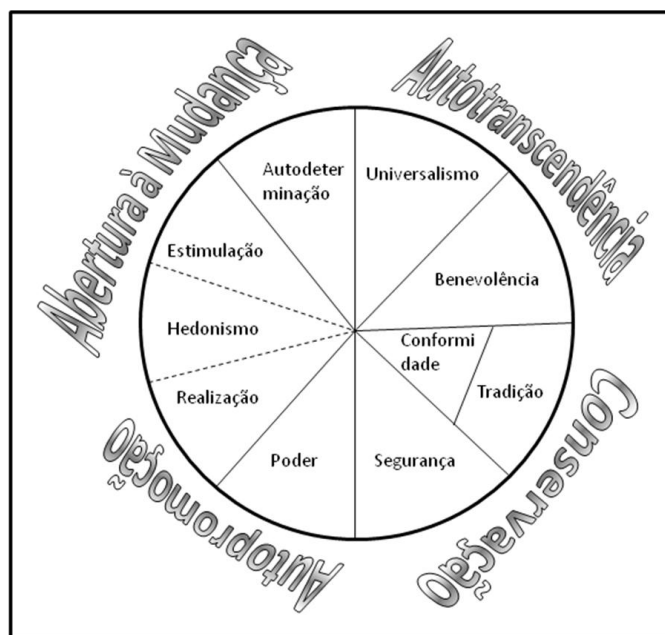 Abertura à Mudança
Autotranscendência
Autodeter
minação
Universalismo
Estimulação
Benevolência
Hedonismo
Conformi
dade
Realização
Tradição
Poder
Segurança
Autopromoção
Conservação